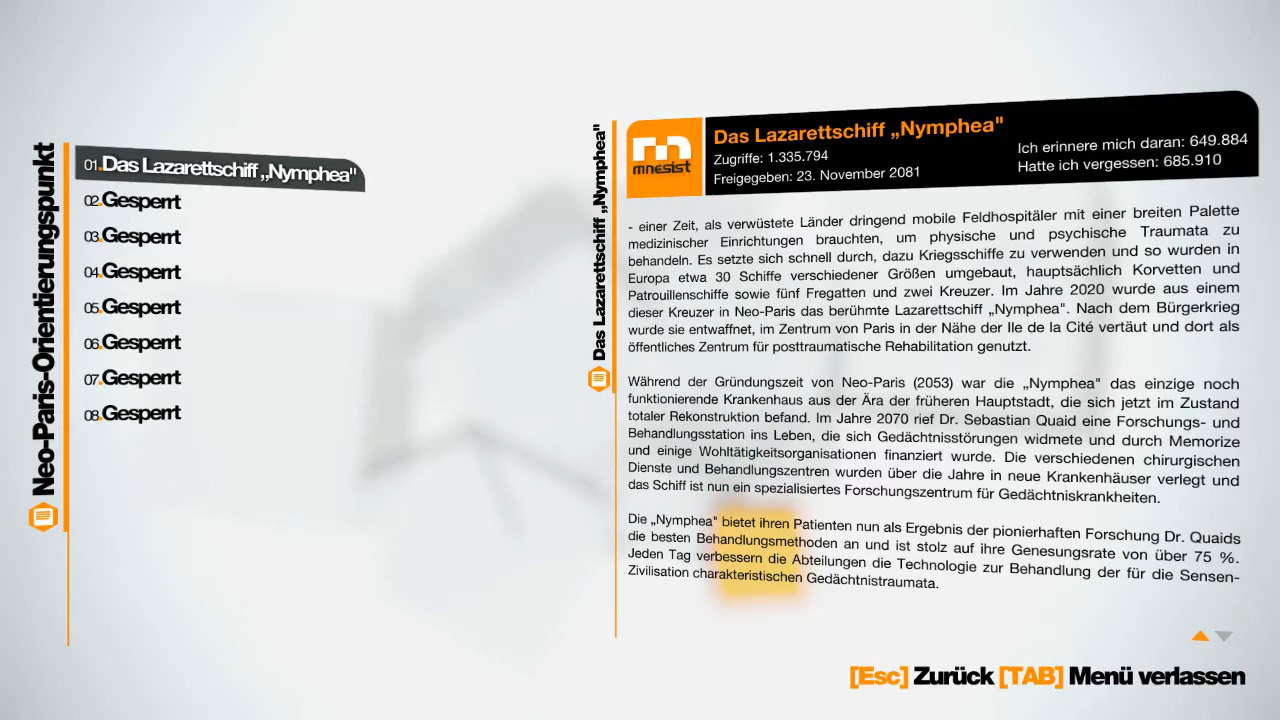 Neo-Paris-Orientierungspunkt
01.Das Lazarettschiff „Nymphea"
02.Gesperrt
03.Gesperrt
04.Gesperrt
05.Gesperrt
06.Gesperrt
07.Gesperrt
08.Gesperrt
Das Lazarettschiff „Nymphea"
mnesist
Das Lazarettschiff „Nymphea"
Zugriffe: 1.335.794
Freigegeben: 23. November 2081
Ich erinnere mich daran: 649.884
Hatte ich vergessen: 685.910
- einer Zeit, als verwüstete Länder dringend mobile Feldhospitäler mit einer breiten Palette
medizinischer Einrichtungen brauchten, um physische und psychische Traumata zu
behandeln. Es setzte sich schnell durch, dazu Kriegsschiffe zu verwenden und so wurden in
Europa etwa 30 Schiffe verschiedener Größen umgebaut, hauptsächlich Korvetten und
Patrouillenschiffe sowie fünf Fregatten und zwei Kreuzer. Im Jahre 2020 wurde aus einem
dieser Kreuzer in Neo-Paris das berühmte Lazarettschiff „Nymphea". Nach dem Bürgerkrieg
wurde sie entwaffnet, im Zentrum von Paris in der Nähe der Ile de la Cité vertäut und dort als
öffentliches Zentrum für posttraumatische Rehabilitation genutzt.
Während der Gründungszeit von Neo-Paris (2053) war die „Nymphea" das einzige noch
funktionierende Krankenhaus aus der Ära der früheren Hauptstadt, die sich jetzt im Zustand
totaler Rekonstruktion befand. Im Jahre 2070 rief Dr. Sebastian Quaid eine Forschungs- und
Behandlungsstation ins Leben, die sich Gedächtnisstörungen widmete und durch Memorize
und einige Wohltätigkeitsorganisationen finanziert wurde. Die verschiedenen chirurgischen
Dienste und Behandlungszentren wurden über die Jahre in neue Krankenhäuser verlegt und
das Schiff ist nun ein spezialisiertes Forschungszentrum für Gedächtniskrankheiten.
Die „Nymphea" bietet ihren Patienten nun als Ergebnis der pionierhaften Forschung Dr. Quaids
die besten Behandlungsmethoden an und ist stolz auf ihre Genesungsrate von über 75 %.
Jeden Tag verbessern die Abteilungen die Technologie zur Behandlung der für die Sensen-
Zivilisation charakteristischen Gedächtnistraumata.
[Esc] Zurück [TAB] Menü verlassen